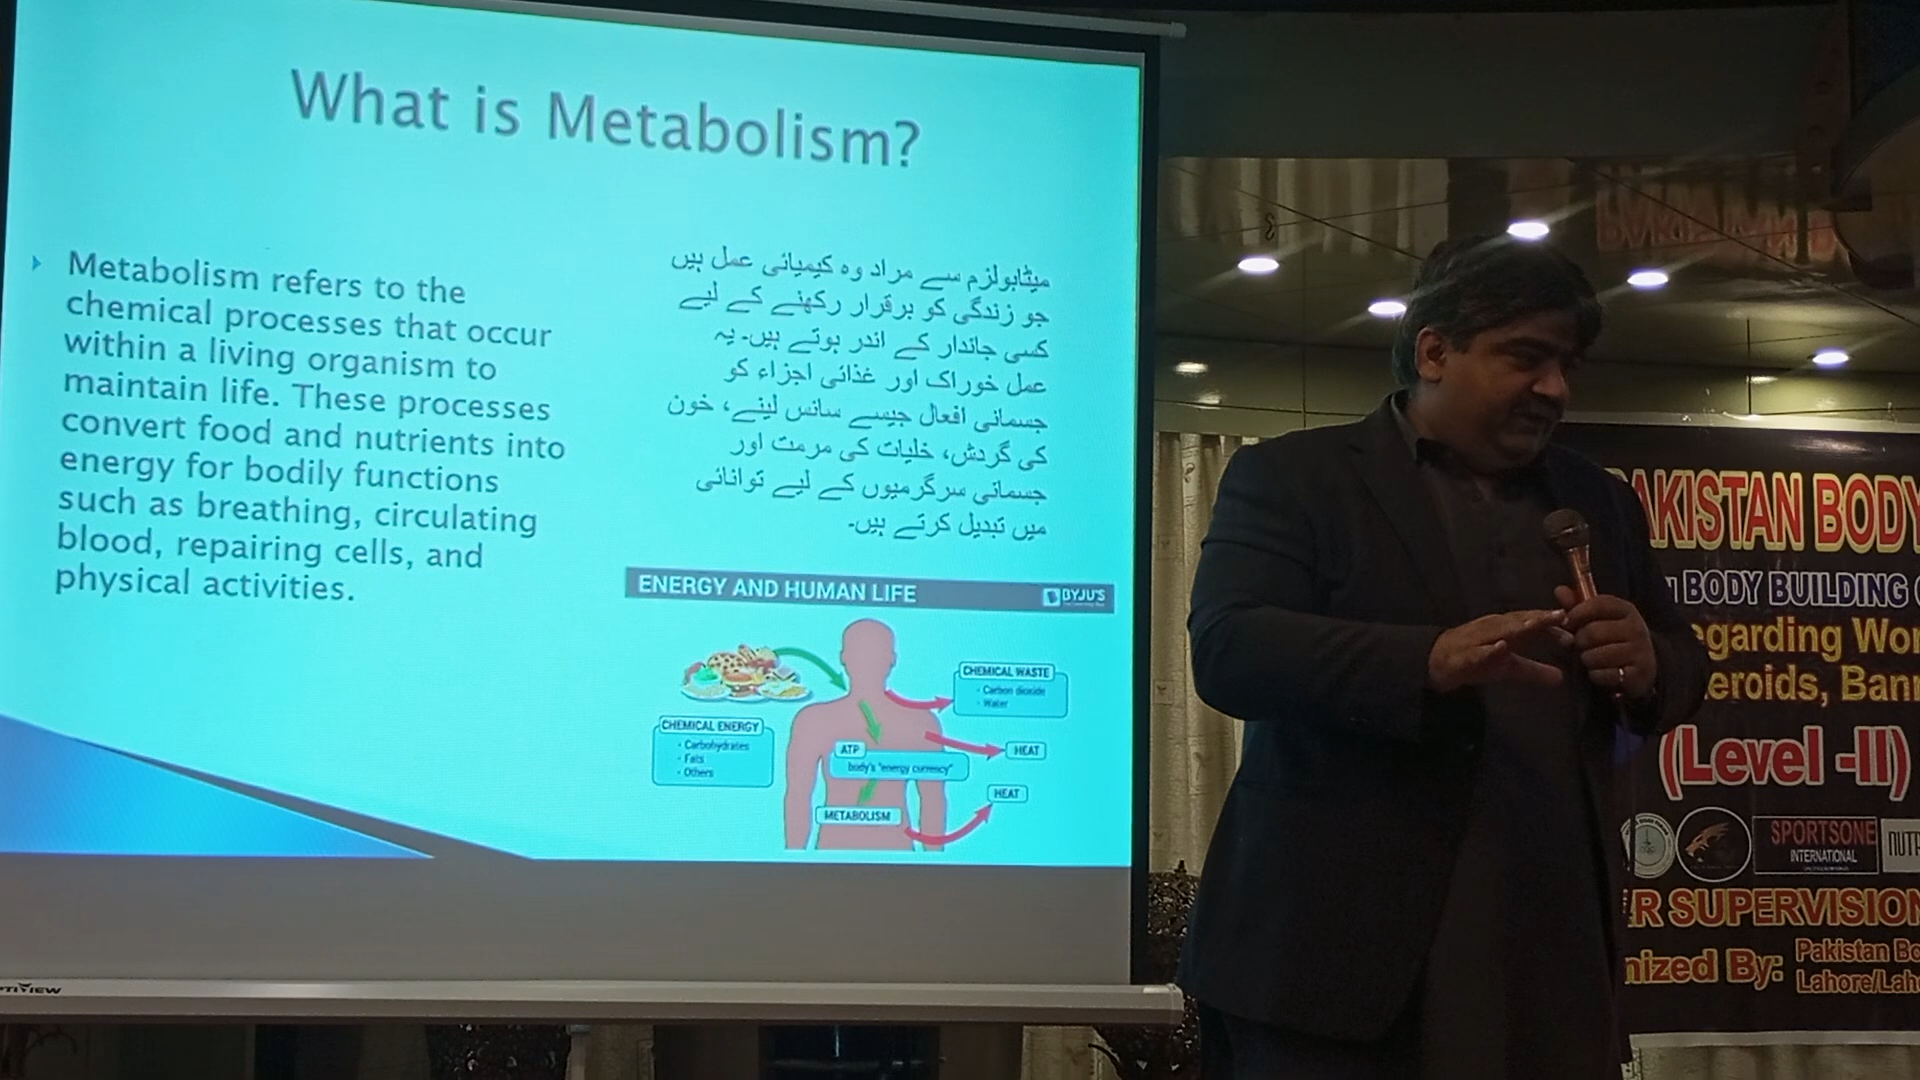 What is Metabolism?
Metabolism refers to the
chemical processes that occur
within a living organism to
maintain life. These processes
convert food and nutrients into
energy for bodily functions
such as breathing, circulating
blood, repairing cells, and
physical activities.
میٹابولزم سے مراد وہ کیمیائی عمل ہیں
جو زندگی کو برقرار رکھنے کے لیے
کسی جاندار کے اندر ہوتے ہیں۔ یہ
عمل خوراک اور غذائی اجزاء کو
جسمانی افعال جیسے سانس لینے، خون
کی گردش، خلیات کی مرمت اور
جسمانی سرگرمیوں کے لیے توانائی
میں تبدیل کرتے ہیں۔
ENERGY AND HUMAN LIFE
BYJU'S
CHEMICAL ENERGY
- Carbohydrates
- Fats
- Others
ATP
body's "energy currency"
METABOLISM
CHEMICAL WASTE
- Carbon dioxide
- Water
HEAT
HEAT
AKISTAN BODY
BODY BUILDING
egarding Wor
eroids, Bann
(Level -II)
SPORTSONE
INTERNATIONAL
NUTR
ER SUPERVISION
nized By:
Pakistan Bo
Lahore/Lah
PTIVIEW